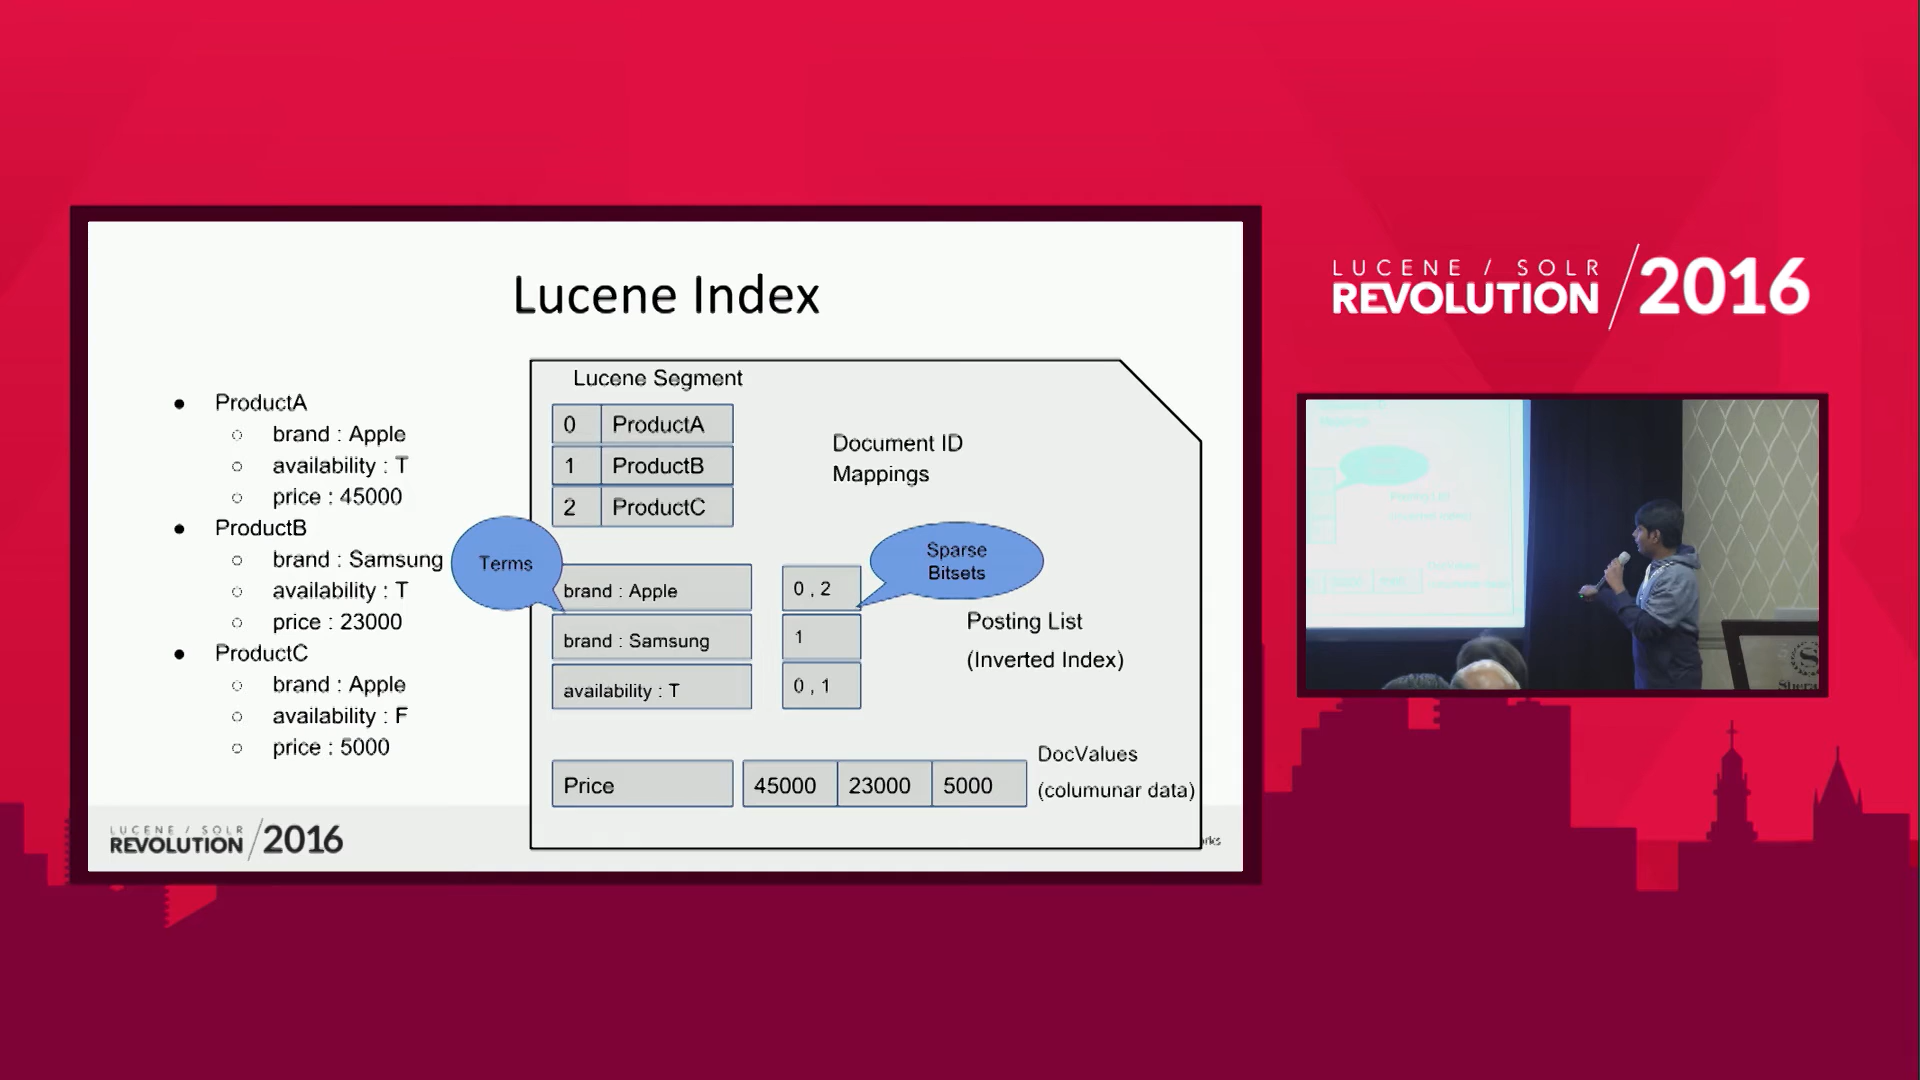 Lucene Index
ProductA
brand : Apple
availability : T
price : 45000
ProductB
brand : Samsung
availability : T
price : 23000
ProductC
brand : Apple
availability : F
price : 5000
Lucene Segment
0 ProductA
1 ProductB
2 ProductC
Document ID
Mappings
Terms
Sparse
Bitsets
brand : Apple 0 , 2
brand : Samsung 1
availability : T 0 , 1
Posting List
(Inverted Index)
Price 45000 23000 5000
DocValues
(columunar data)
LUCENE / SOLR
REVOLUTION / 2016
LUCENE / SOLR
REVOLUTION / 2016